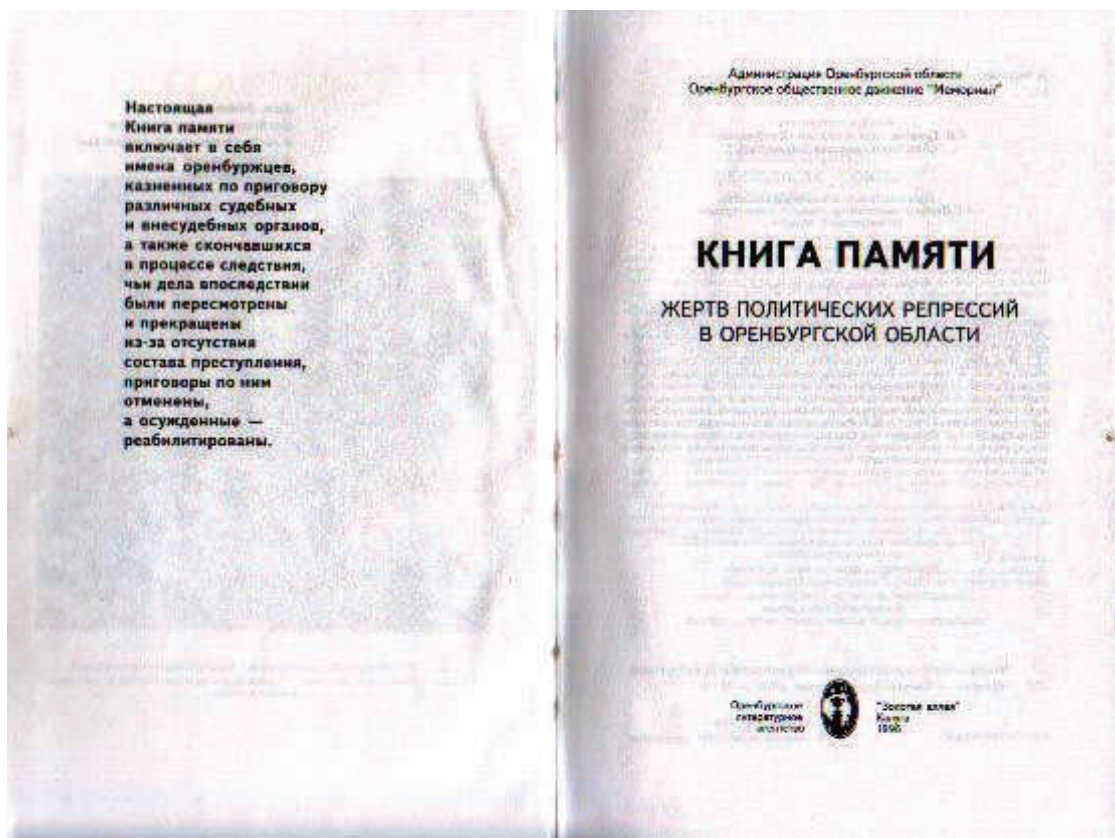 Настоящая
Книга памяти
включает в себя
имена оренбуржцев,
казненных по приговору
различных судебных
и внесудебных органов,
а также скончавшихся
в процессе следствия,
чьи дела впоследствии
были пересмотрены
и прекращены
из-за отсутствия
состава преступления,
приговоры по ним
отменены,
а осужденные —
реабилитированы.
Администрация Оренбургской области
Оренбургское общественное движение "Мемориал"
КНИГА ПАМЯТИ
ЖЕРТВ ПОЛИТИЧЕСКИХ РЕПРЕССИЙ
В ОРЕНБУРГСКОЙ ОБЛАСТИ
Оренбургское
литературное
агентство
"Золотая аллея"
Калуга